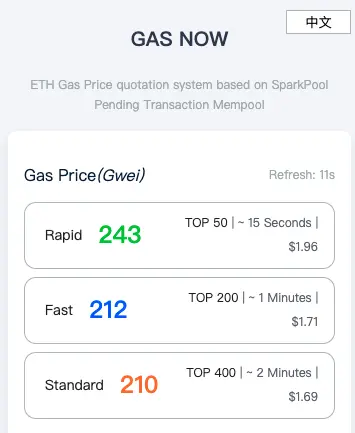 中文
GAS NOW
ETH Gas Price quotation system based on SparkPool
Pending Transaction Mempool
Gas Price(Gwei)
Refresh: 11s
Rapid 243 TOP 50 | ~ 15 Seconds |
$1.96
Fast 212 TOP 200 | ~ 1 Minutes |
$1.71
Standard 210 TOP 400 | ~ 2 Minutes |
$1.69